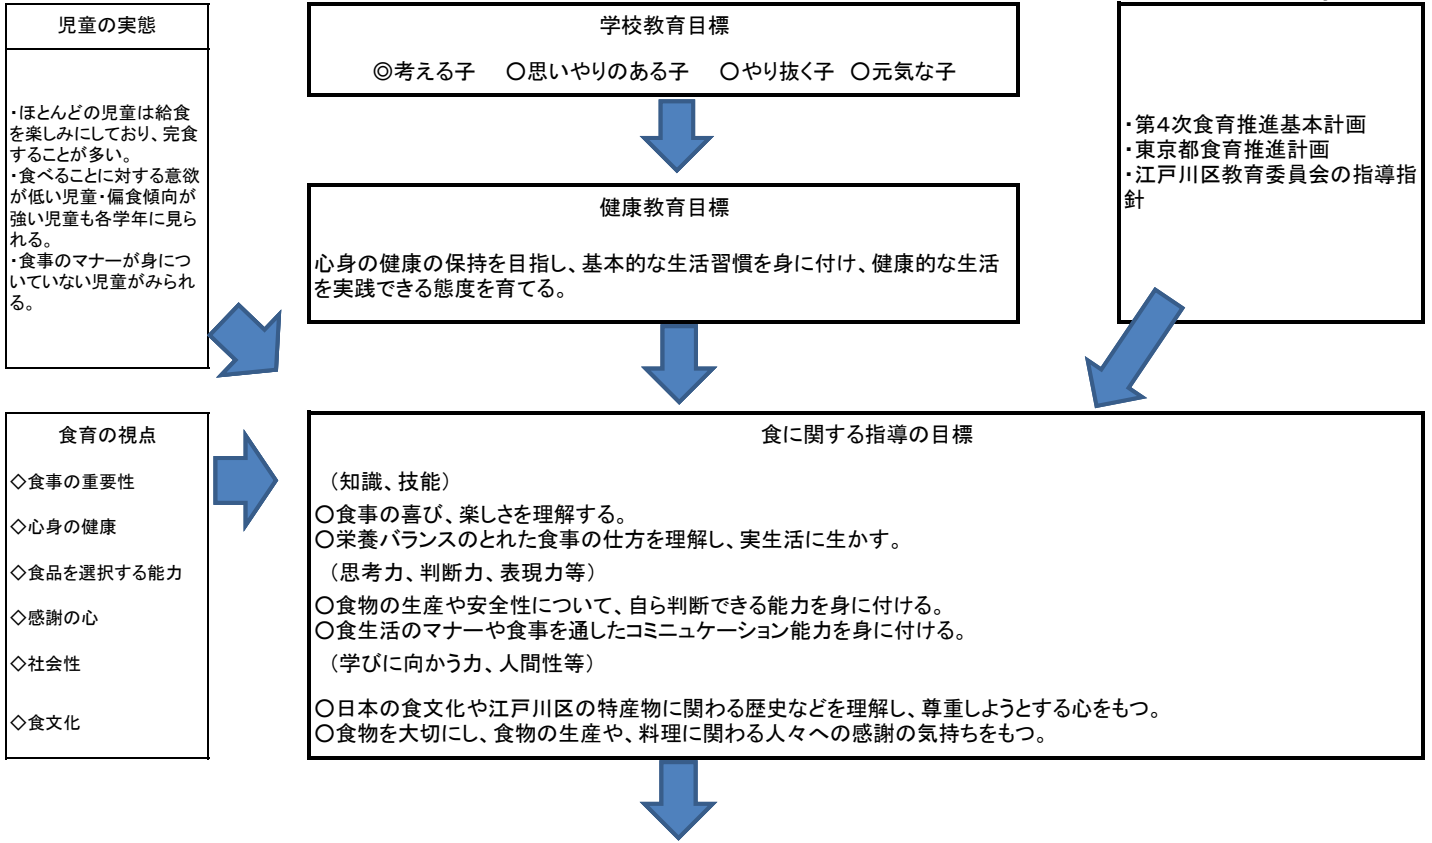 児童の実態
・ほとんどの児童は給食
を楽しみにしており、完食
することが多い。
・食べることに対する意欲
が低い児童・偏食傾向が
強い児童も各学年に見ら
れる。
・食事のマナーが身につ
いていない児童がみられ
る。
学校教育目標
◎考える子　〇思いやりのある子　〇やり抜く子　〇元気な子
・第4次食育推進基本計画
・東京都食育推進計画
・江戸川区教育委員会の指導指
針
健康教育目標
心身の健康の保持を目指し、基本的な生活習慣を身に付け、健康的な生活
を実践できる態度を育てる。
食育の視点
◇食事の重要性
◇心身の健康
◇食品を選択する能力
◇感謝の心
◇社会性
◇食文化
食に関する指導の目標
（知識、技能）
〇食事の喜び、楽しさを理解する。
〇栄養バランスのとれた食事の仕方を理解し、実生活に生かす。
（思考力、判断力、表現力等）
〇食物の生産や安全性について、自ら判断できる能力を身に付ける。
〇食生活のマナーや食事を通したコミニュケーション能力を身に付ける。
（学びに向かう力、人間性等）
〇日本の食文化や江戸川区の特産物に関わる歴史などを理解し、尊重しようとする心をもつ。
〇食物を大切にし、食物の生産や、料理に関わる人々への感謝の気持ちをもつ。